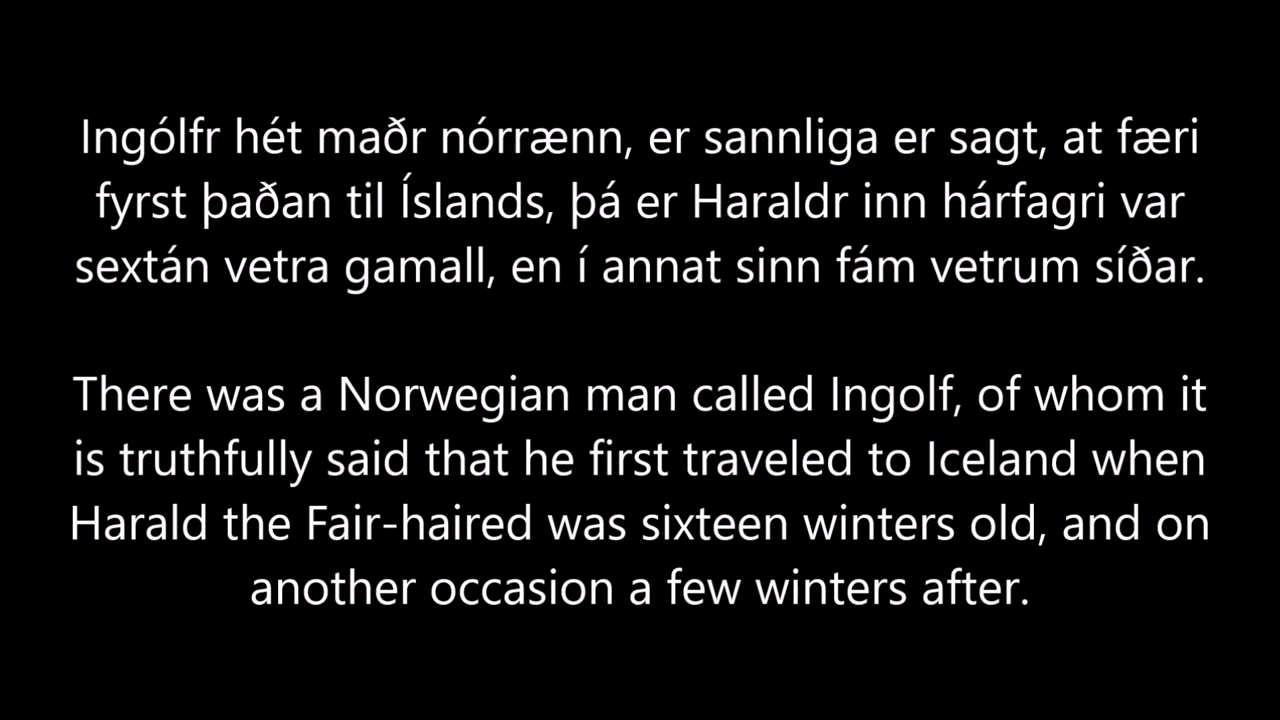 Ingólfr hét maðr nórrænn, er sannliga er sagt, at færi
fyrst þaðan til Íslands, þá er Haraldr inn hárfagri var
sextán vetra gamall, en í annat sinn fám vetrum síðar.
There was a Norwegian man called Ingolf, of whom it
is truthfully said that he first traveled to Iceland when
Harald the Fair-haired was sixteen winters old, and on
another occasion a few winters after.